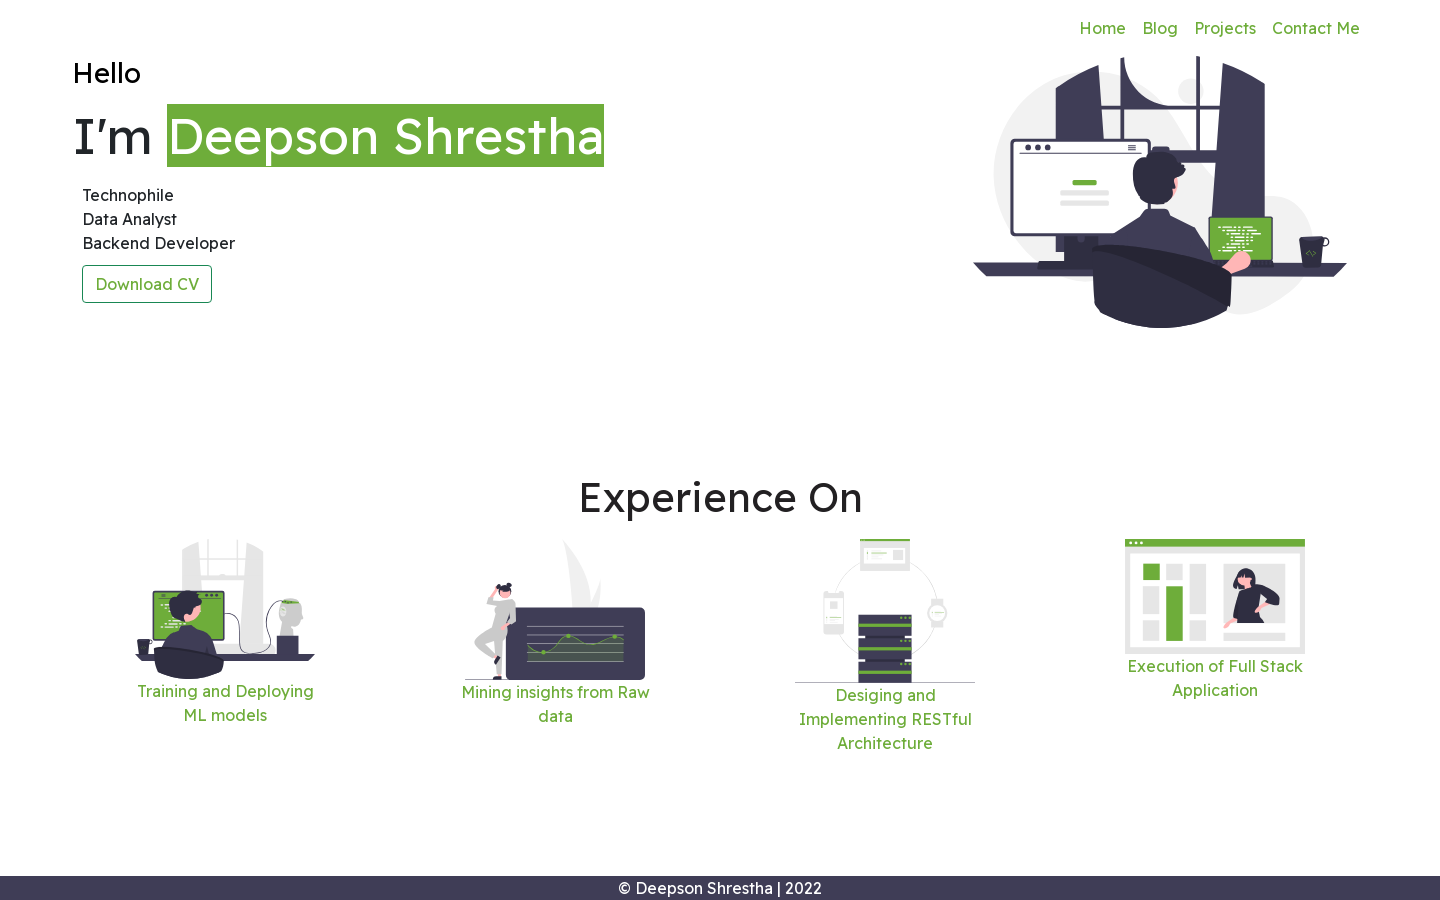 Home Blog Projects Contact Me
Hello
I'm Deepson Shrestha
Technophile
Data Analyst
Backend Developer
Download CV
Experience On
Training and Deploying
ML models
Mining insights from Raw
data
Desiging and
Implementing RESTful
Architecture
Execution of Full Stack
Application
© Deepson Shrestha | 2022